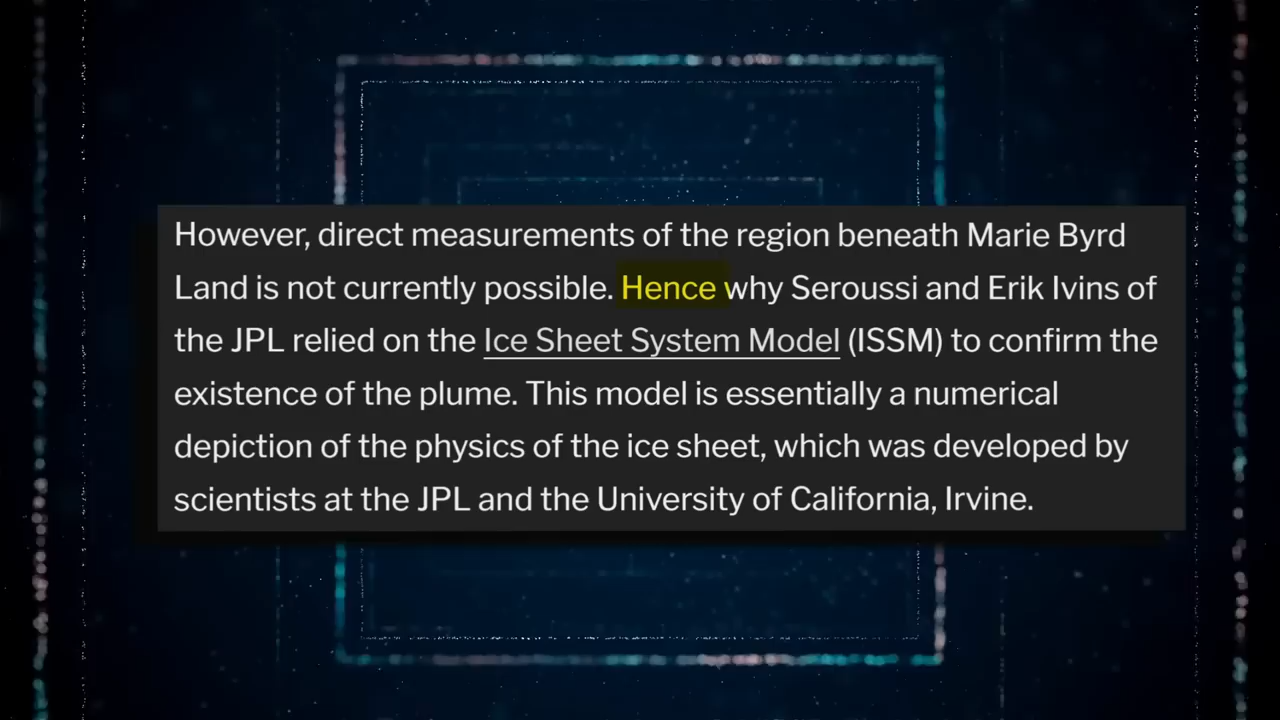 However, direct measurements of the region beneath Marie Byrd
Land is not currently possible. Hence why Seroussi and Erik Ivins of
the JPL relied on the Ice Sheet System Model (ISSM) to confirm the
existence of the plume. This model is essentially a numerical
depiction of the physics of the ice sheet, which was developed by
scientists at the JPL and the University of California, Irvine.